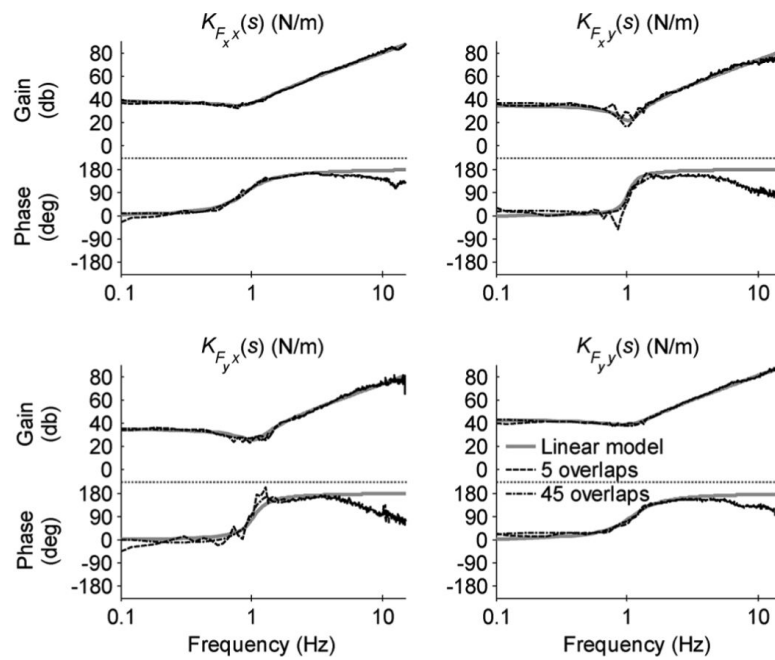 K_{F_x x}(s) (N/m)
K_{F_x y}(s) (N/m)
Gain
(db)
80
60
40
20
0
80
60
40
20
0
Phase
(deg)
180
90
0
-90
-180
180
90
0
-90
-180
0.1 1 10
0.1 1 10
K_{F_y x}(s) (N/m)
K_{F_y y}(s) (N/m)
Gain
(db)
80
60
40
20
0
80
60
40
20
0
Linear model
5 overlaps
45 overlaps
Phase
(deg)
180
90
0
-90
-180
180
90
0
-90
-180
0.1 1 10
0.1 1 10
Frequency (Hz)
Frequency (Hz)